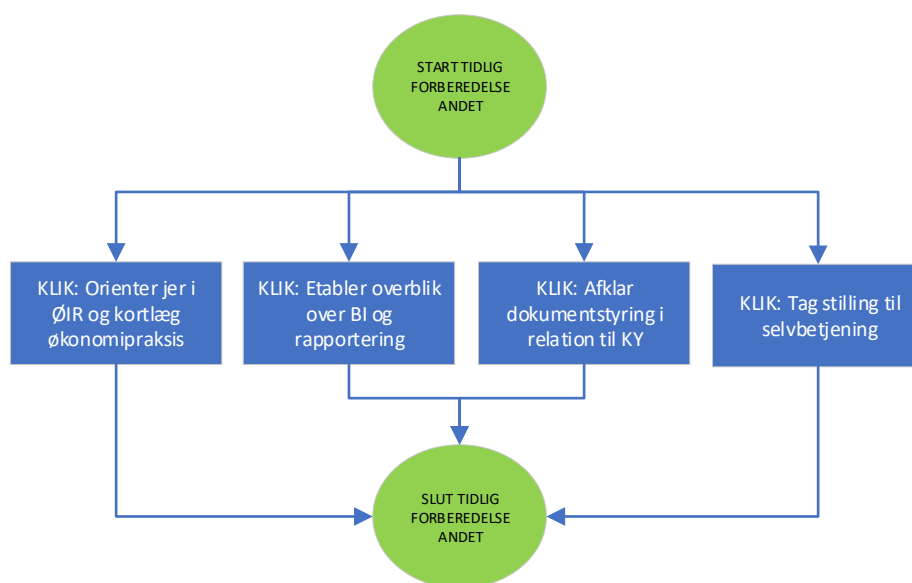 START TIDLIG
FORBEREDELSE
ANDET
KLIK: Orienter jer i
ØIR og kortlæg
økonomipraksis
KLIK: Etabler overblik
over BI og
rapportering
KLIK: Afklar
dokumentstyring i
relation til KY
KLIK: Tag stilling til
selvbetjening
SLUT TIDLIG
FORBEREDELSE
ANDET